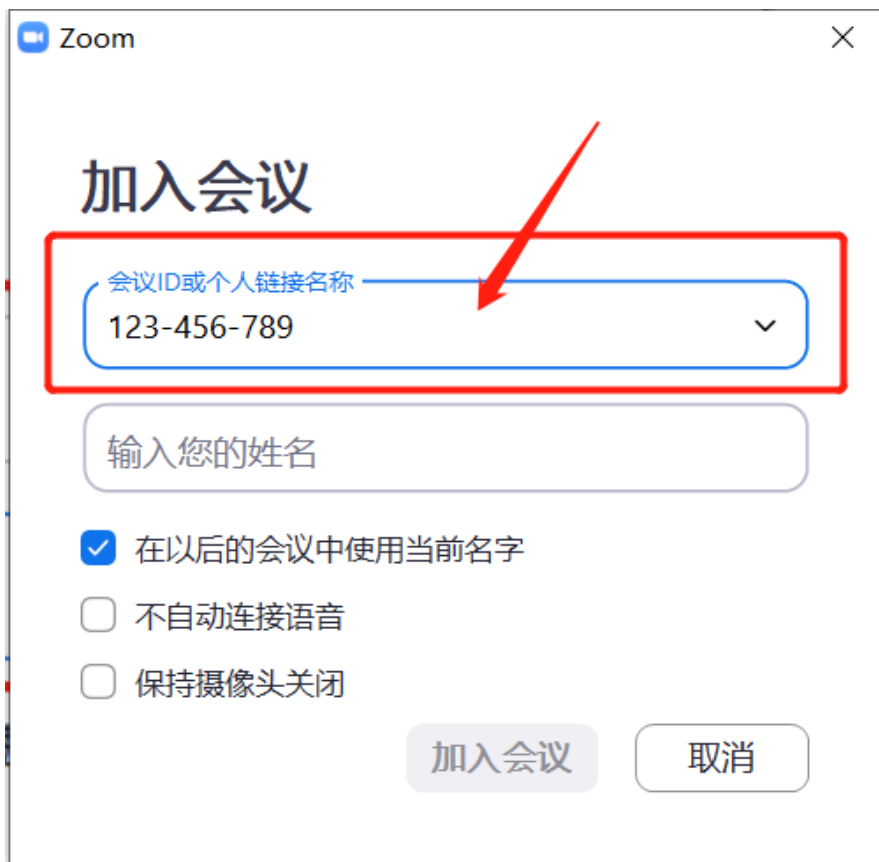 Zoom
加入会议
会议ID或个人链接名称
123-456-789
输入您的姓名
在以后的会议中使用当前名字
不自动连接语音
保持摄像头关闭
加入会议 取消